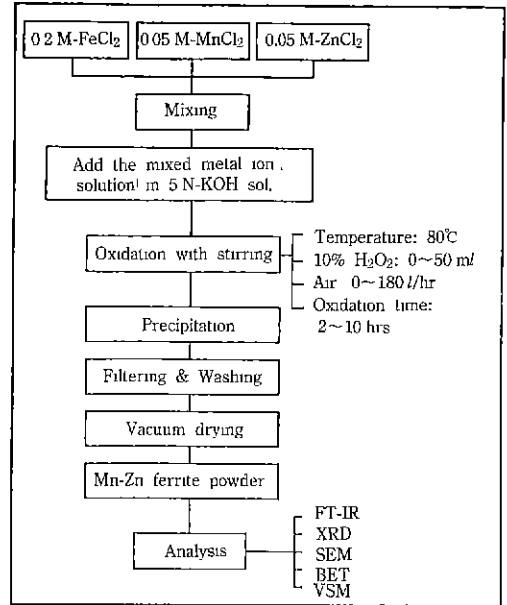 0 2 M-FeCl₂
0 05 M-MnCl₂
0.05 M-ZnCl₂
Mixing
Add the mixed metal ion
solution in 5 N-KOH sol.
Oxidation with stirring
Temperature: 80℃
10% H₂O₂: 0~50 ml
Air 0~180 l/hr
Oxidation time:
2~10 hrs
Precipitation
Filtering & Washing
Vacuum drying
Mn-Zn ferrite powder
Analysis
FT-IR
XRD
SEM
BET
VSM